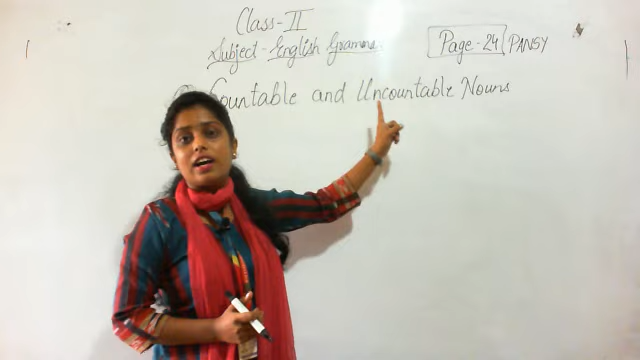 Class-II
Subject - English Grammar Page-24 PANSY
Countable and Uncountable Nouns